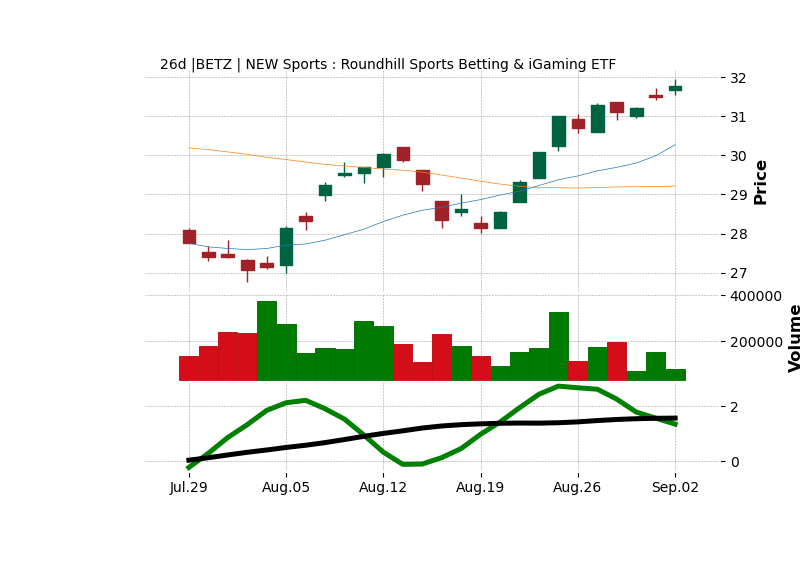 26d |BETZ | NEW Sports : Roundhill Sports Betting & iGaming ETF
32
31
30
29
28
27
Price
400000
200000
Volume
2
0
Jul.29 Aug.05 Aug.12 Aug.19 Aug.26 Sep.02